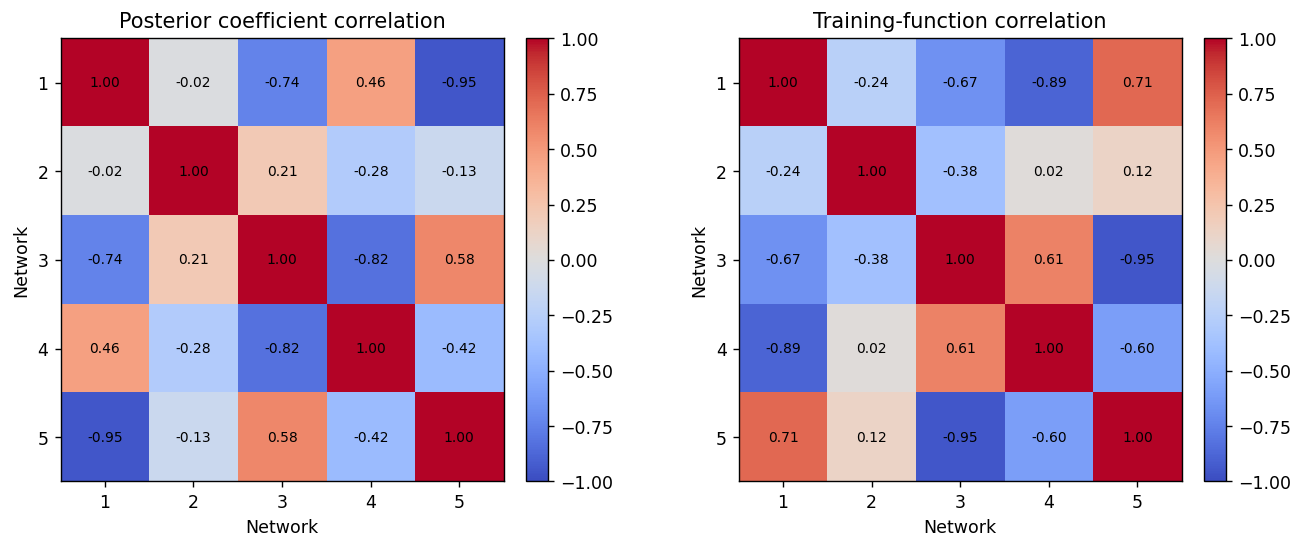 Posterior coefficient correlation
1 1.00 -0.02 -0.74 0.46 -0.95
2 -0.02 1.00 0.21 -0.28 -0.13
3 -0.74 0.21 1.00 -0.82 0.58
4 0.46 -0.28 -0.82 1.00 -0.42
5 -0.95 -0.13 0.58 -0.42 1.00
1 2 3 4 5
Network
Network
1.00
0.75
0.50
0.25
0.00
−0.25
−0.50
−0.75
−1.00
Training-function correlation
1 1.00 -0.24 -0.67 -0.89 0.71
2 -0.24 1.00 -0.38 0.02 0.12
3 -0.67 -0.38 1.00 0.61 -0.95
4 -0.89 0.02 0.61 1.00 -0.60
5 0.71 0.12 -0.95 -0.60 1.00
1 2 3 4 5
Network
Network
1.00
0.75
0.50
0.25
0.00
−0.25
−0.50
−0.75
−1.00